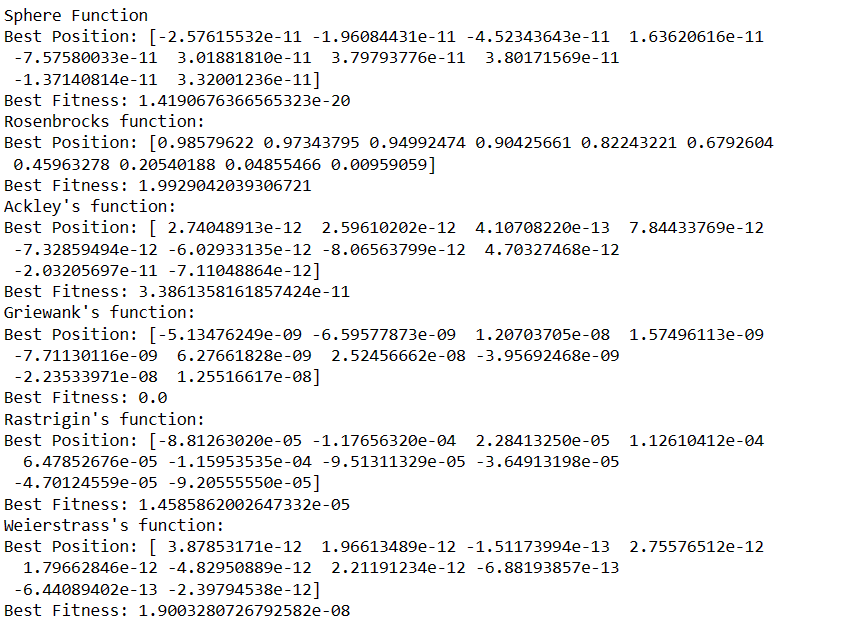 Sphere Function
Best Position: [-2.57615532e-11 -1.96084431e-11 -4.52343643e-11  1.63620616e-11
 -7.57580033e-11  3.01881810e-11  3.79793776e-11  3.80171569e-11
 -1.37140814e-11  3.32001236e-11]
Best Fitness: 1.4190676366565323e-20
Rosenbrocks function:
Best Position: [0.98579622 0.97343795 0.94992474 0.90425661 0.82243221 0.6792604
 0.45963278 0.20540188 0.04855466 0.00959059]
Best Fitness: 1.9929042039306721
Ackley's function:
Best Position: [ 2.74048913e-12  2.59610202e-12  4.10708220e-13  7.84433769e-12
 -7.32859494e-12 -6.02933135e-12 -8.06563799e-12  4.70327468e-12
 -2.03205697e-11 -7.11048864e-12]
Best Fitness: 3.3861358161857424e-11
Griewank's function:
Best Position: [-5.13476249e-09 -6.59577873e-09  1.20703705e-08  1.57496113e-09
 -7.71130116e-09  6.27661828e-09  2.52456662e-08 -3.95692468e-09
 -2.23533971e-08  1.25516617e-08]
Best Fitness: 0.0
Rastrigin's function:
Best Position: [-8.81263020e-05 -1.17656320e-04  2.28413250e-05  1.12610412e-04
  6.47852676e-05 -1.15953535e-04 -9.51311329e-05 -3.64913198e-05
 -4.70124559e-05 -9.20555550e-05]
Best Fitness: 1.4585862002647332e-05
Weierstrass's function:
Best Position: [ 3.87853171e-12  1.96613489e-12 -1.51173994e-13  2.75576512e-12
  1.79662846e-12 -4.82950889e-12  2.21191234e-12 -6.88193857e-13
 -6.44089402e-13 -2.39794538e-12]
Best Fitness: 1.9003280726792582e-08